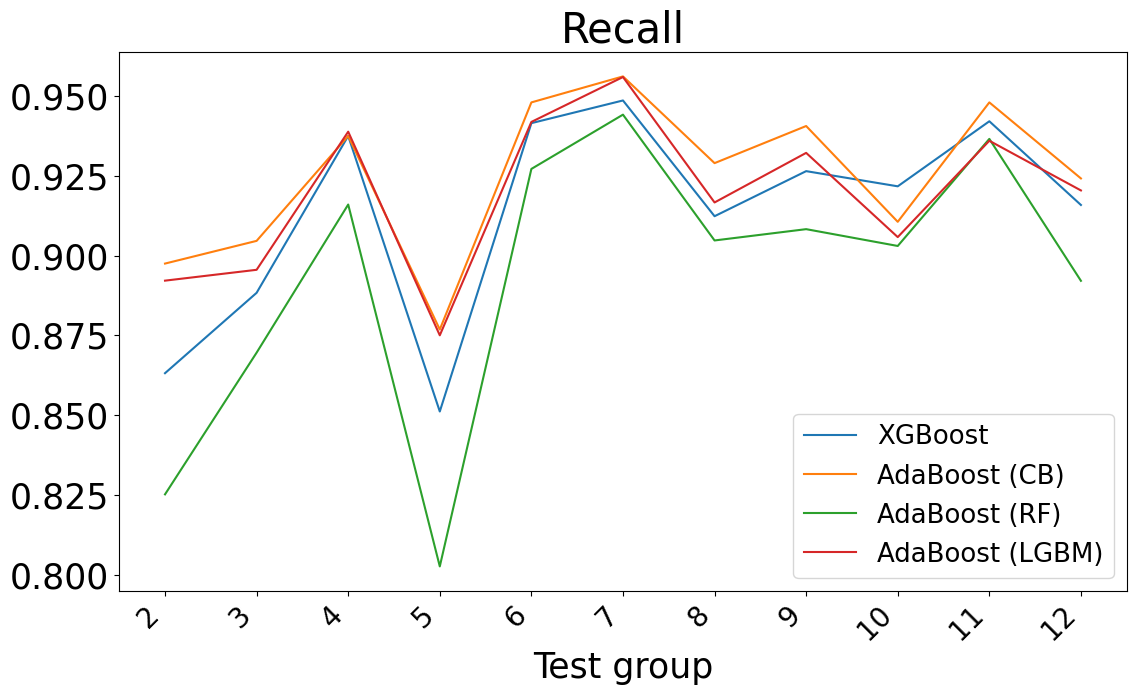 Recall
0.950
0.925
0.900
0.875
0.850
0.825
0.800
XGBoost
AdaBoost (CB)
AdaBoost (RF)
AdaBoost (LGBM)
2 3 4 5 6 7 8 9 10 11 12
Test group